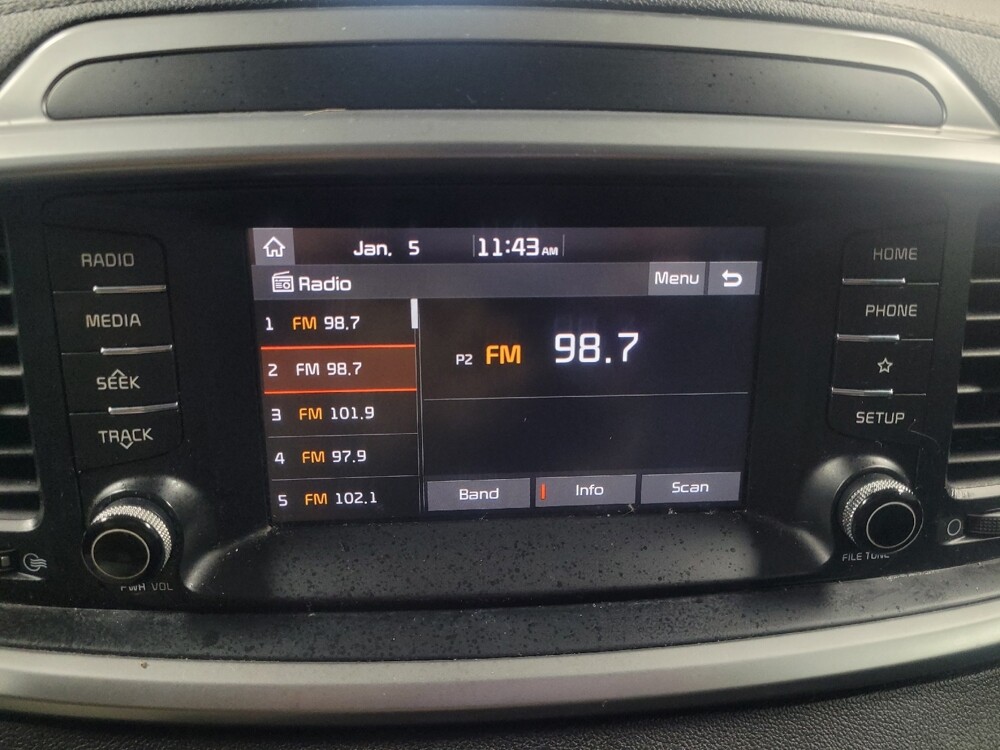 RADIO
MEDIA
SEEK
TRACK
PWR VOL
Jan. 5 11:43 AM
Radio Menu
1 FM 98.7
2 FM 98.7
3 FM 101.9
4 FM 97.9
5 FM 102.1
P2 FM 98.7
Band Info Scan
HOME
PHONE
SETUP
FILE TUNE